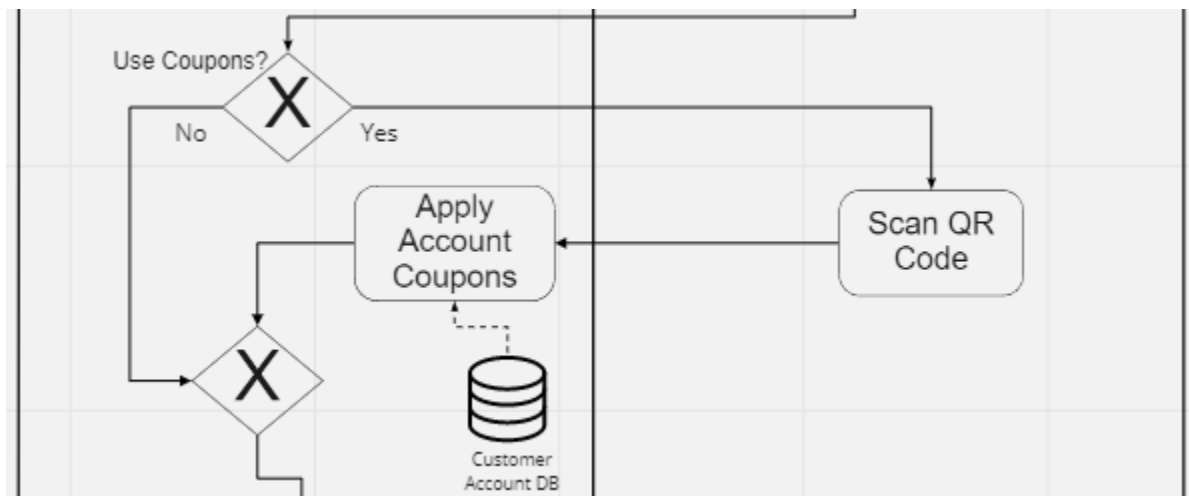 Use Coupons?
X
No
Yes
Apply
Account
Coupons
Scan QR
Code
X
Customer
Account DB